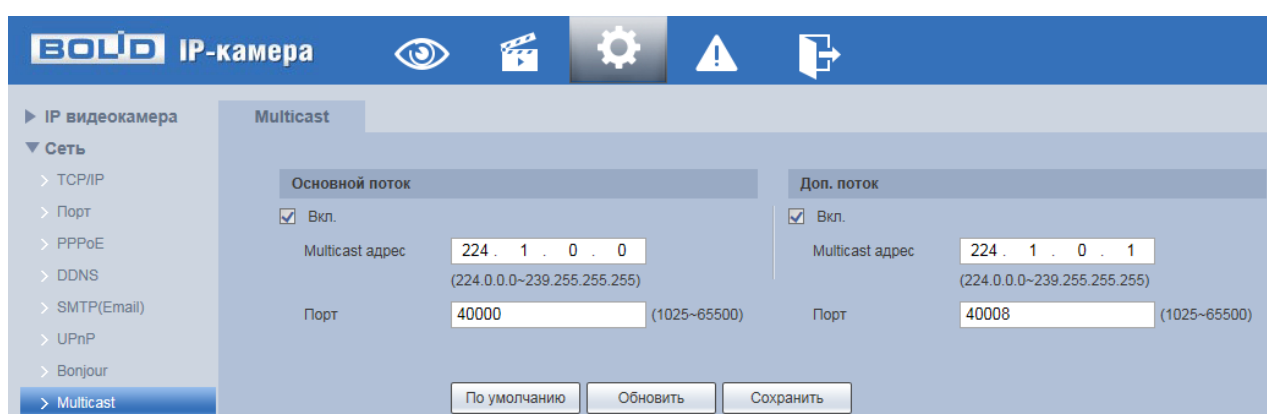 BOLID IP-камера
IP видеокамера
Сеть
TCP/IP
Порт
PPPoE
DDNS
SMTP(Email)
UPnP
Bonjour
Multicast
Multicast
Основной поток
Вкл.
Multicast адрес 224 . 1 . 0 . 0
(224.0.0.0~239.255.255.255)
Порт 40000 (1025~65500)
Доп. поток
Вкл.
Multicast адрес 224 . 1 . 0 . 1
(224.0.0.0~239.255.255.255)
Порт 40008 (1025~65500)
По умолчанию Обновить Сохранить